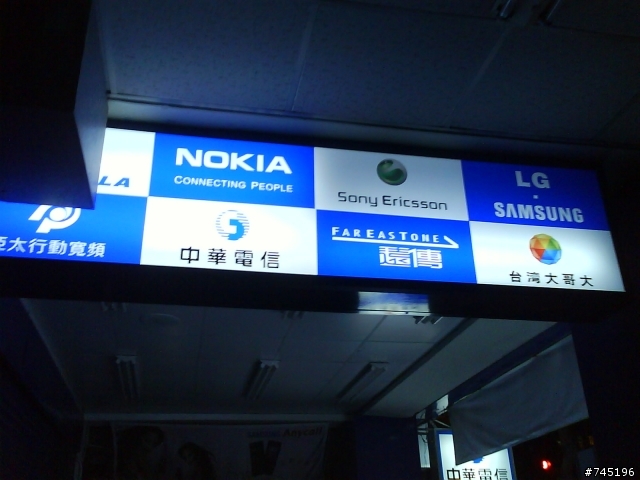 LA
NOKIA
CONNECTING PEOPLE
Sony Ericsson
LG
SAMSUNG
亞太行動寬頻
中華電信
FAREASTONE
遠傳
台灣大哥大
Anycall
中華電信
#745196